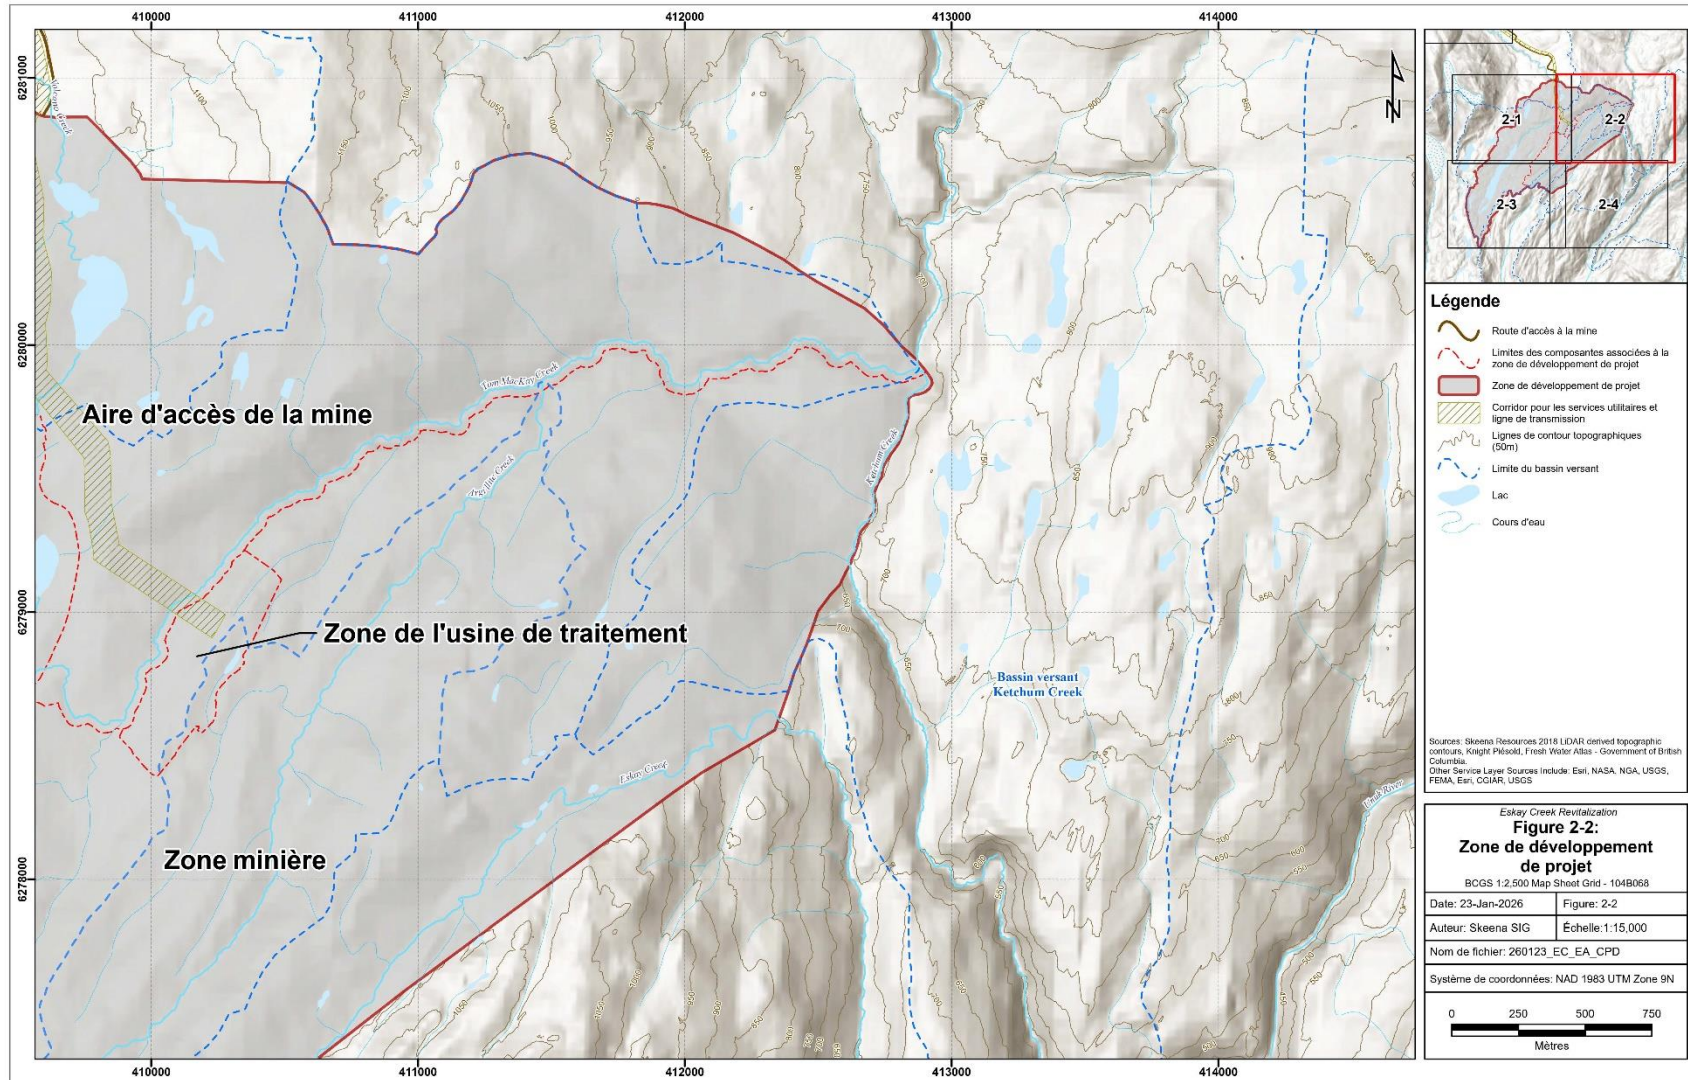 410000
411000
412000
413000
414000
6281000
6280000
6279000
6278000
Volcano Creek
Tom MacKay Creek
Aire d'accès de la mine
Argillite Creek
Ketchum Creek
Zone de l'usine de traitement
Bassin versant
Ketchum Creek
Eskay Creek
Unuk River
Zone minière
410000
411000
412000
413000
414000
N
2-1
2-2
2-3
2-4
Légende
Route d'accès à la mine
Limites des composantes associées à la
zone de développement de projet
Zone de développement de projet
Corridor pour les services utilitaires et
ligne de transmission
Lignes de contour topographiques
(50m)
Limite du bassin versant
Lac
Cours d'eau
Sources: Skeena Resources 2018 LiDAR derived topographic
contours, Knight Piésold, Fresh Water Atlas - Government of British
Columbia.
Other Service Layer Sources Include: Esri, NASA, NGA, USGS,
FEMA, Esri, CGIAR, USGS
Eskay Creek Revitalization
Figure 2-2:
Zone de développement
de projet
BCGS 1:2,500 Map Sheet Grid - 104B068
Date: 23-Jan-2026
Figure: 2-2
Auteur: Skeena SIG
Échelle:1:15,000
Nom de fichier: 260123_EC_EA_CPD
Système de coordonnées: NAD 1983 UTM Zone 9N
0 250 500 750
Mètres